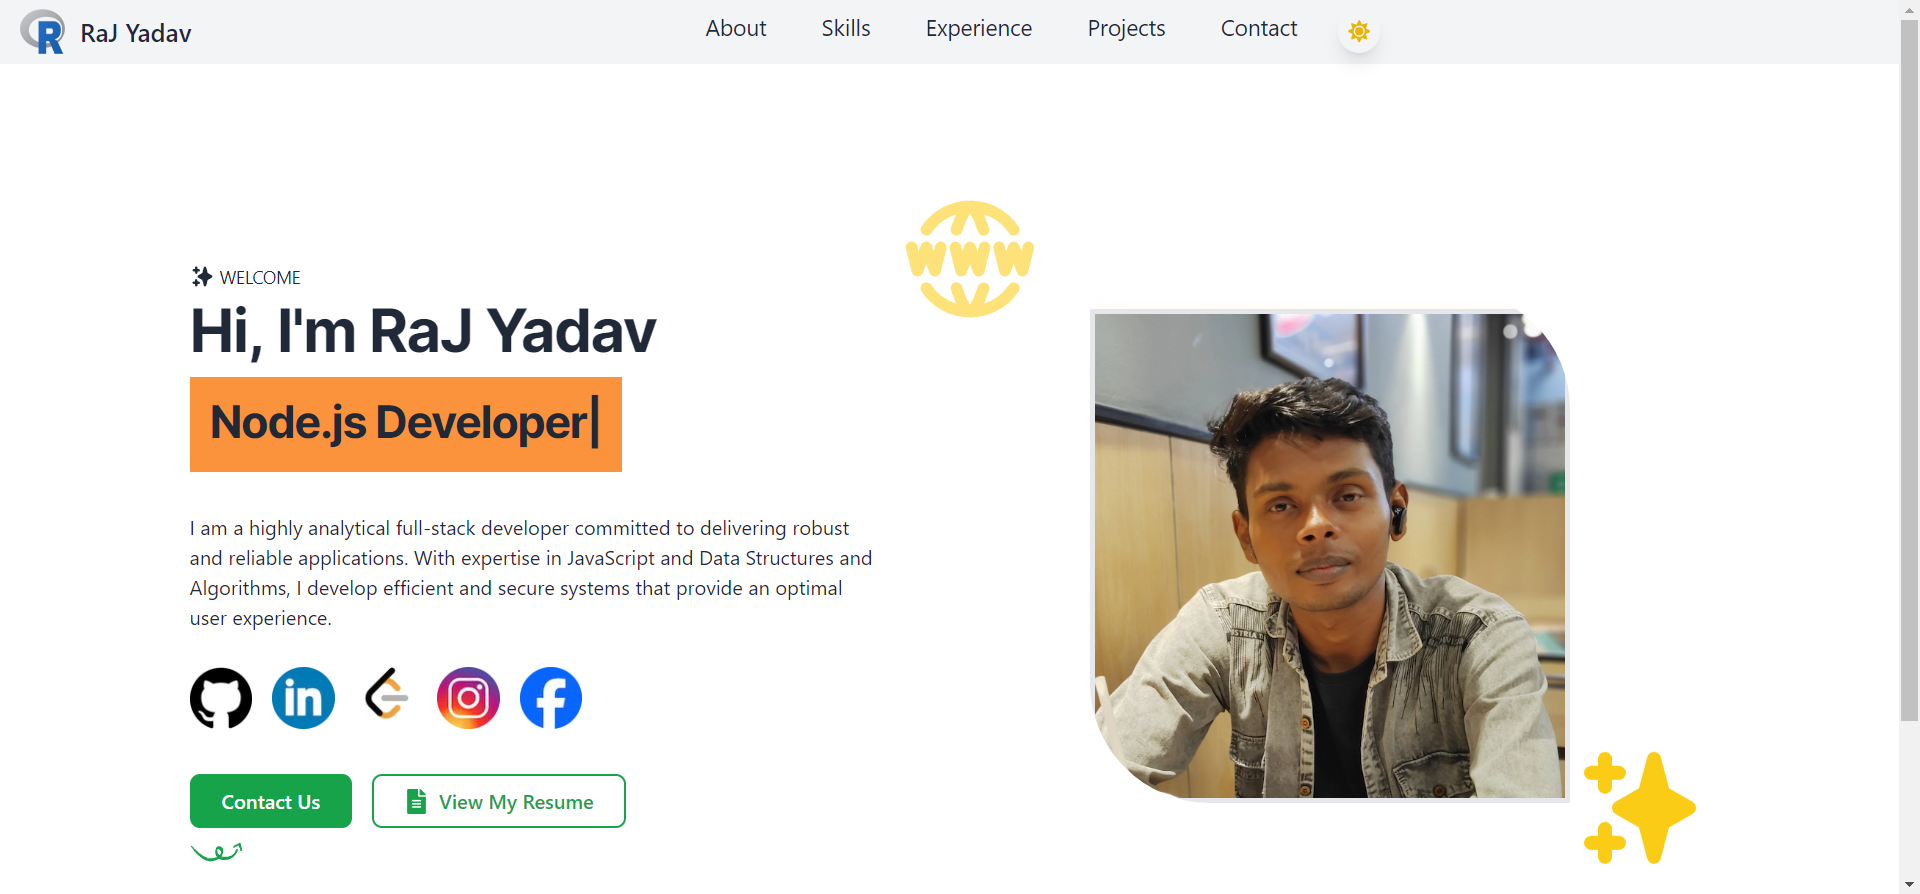 R RaJ Yadav About Skills Experience Projects Contact
www
WELCOME
Hi, I'm RaJ Yadav
Node.js Developer|
I am a highly analytical full-stack developer committed to delivering robust
and reliable applications. With expertise in JavaScript and Data Structures and
Algorithms, I develop efficient and secure systems that provide an optimal
user experience.
in
Contact Us View My Resume